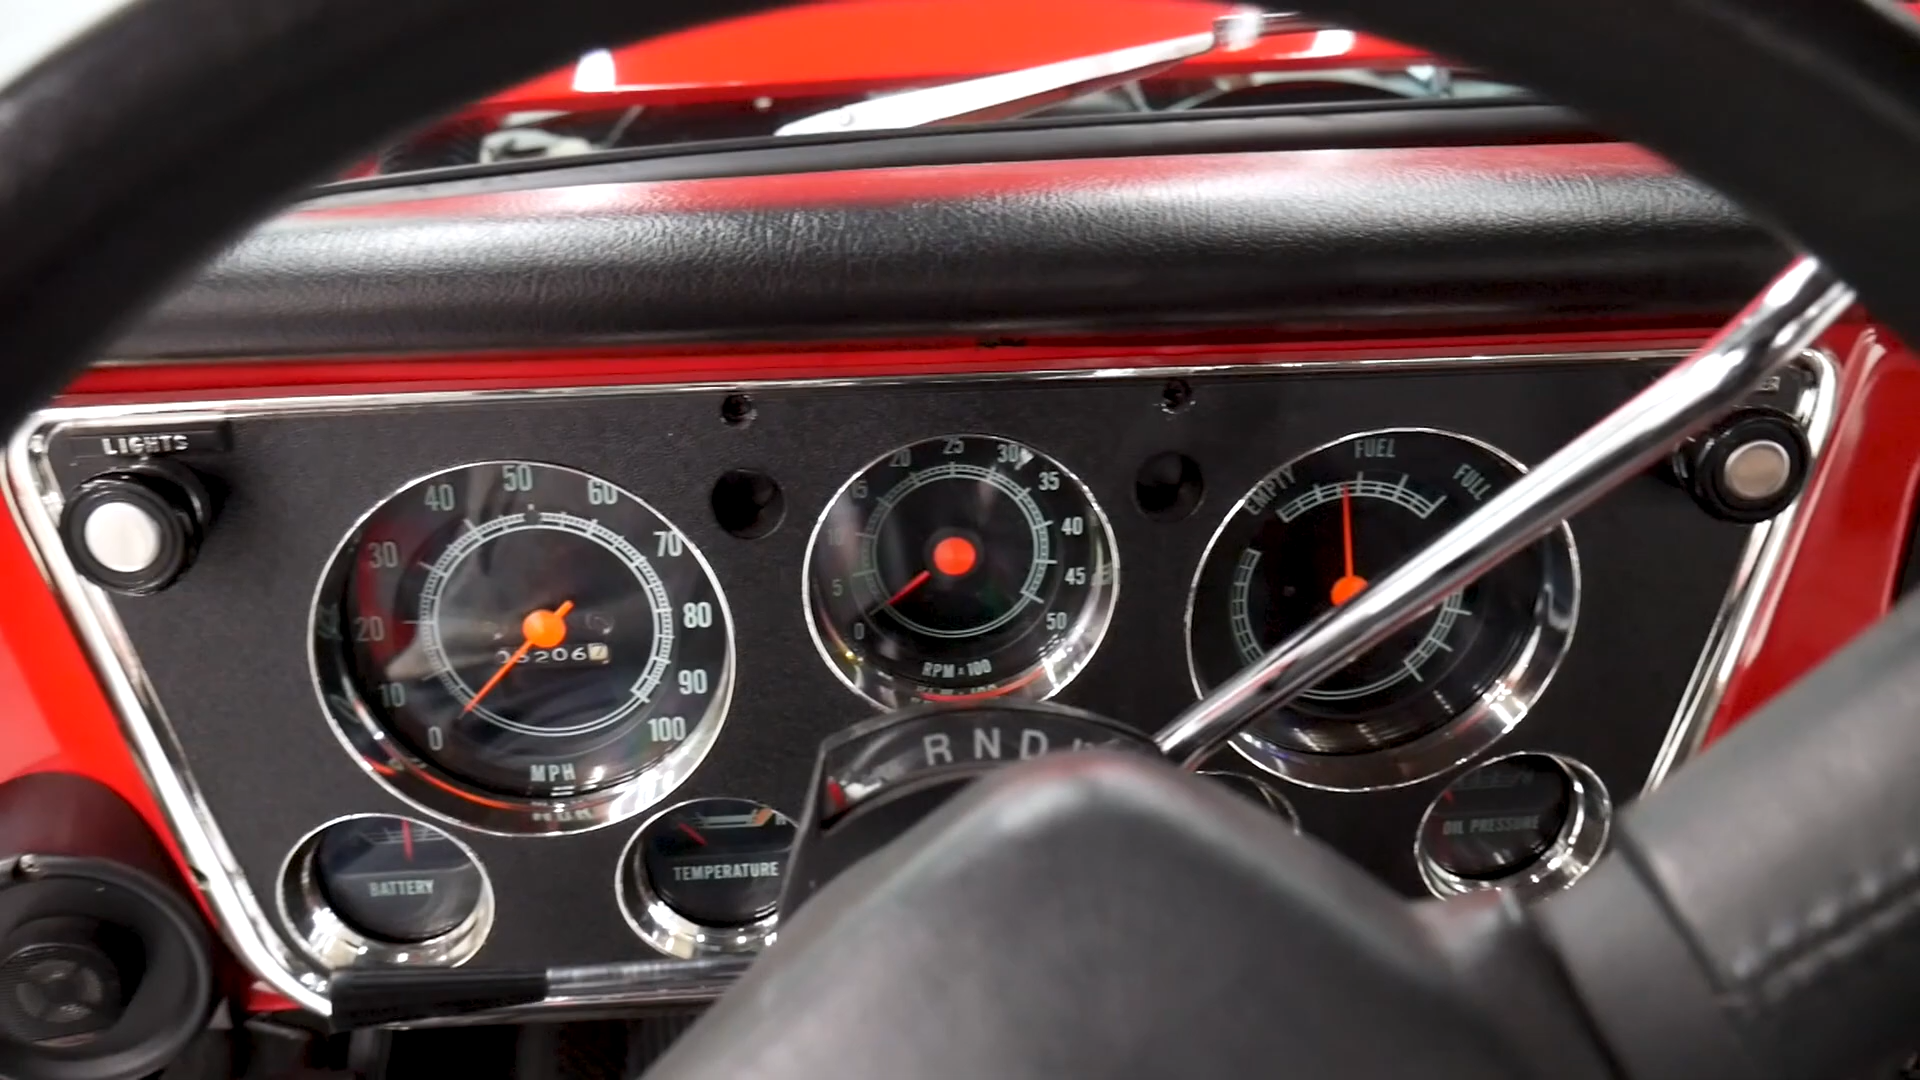 LIGHTS
0 10 20 30 40 50 60 70 80 90 100
MPH
0 5 10 15 20 25 30 35 40 45 50
RPM x 100
EMPTY FUEL FULL
R N D
BATTERY
TEMPERATURE
OIL PRESSURE